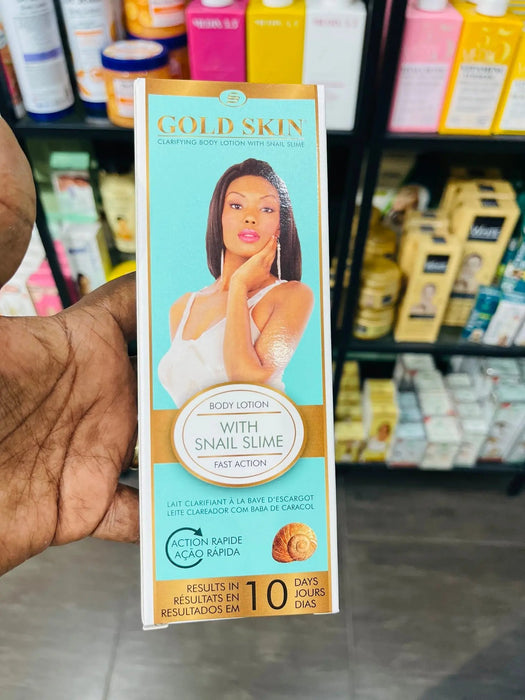 GOLD SKIN
CLARIFYING BODY LOTION WITH SNAIL SLIME
BODY LOTION
WITH
SNAIL SLIME
FAST ACTION
LAIT CLARIFIANT À LA BAVE D'ESCARGOT
LEITE CLAREADOR COM BABA DE CARACOL
ACTION RAPIDE
AÇÃO RÁPIDA
RESULTS IN
RÉSULTATS EN
RESULTADOS EM
10
DAYS
JOURS
DIAS